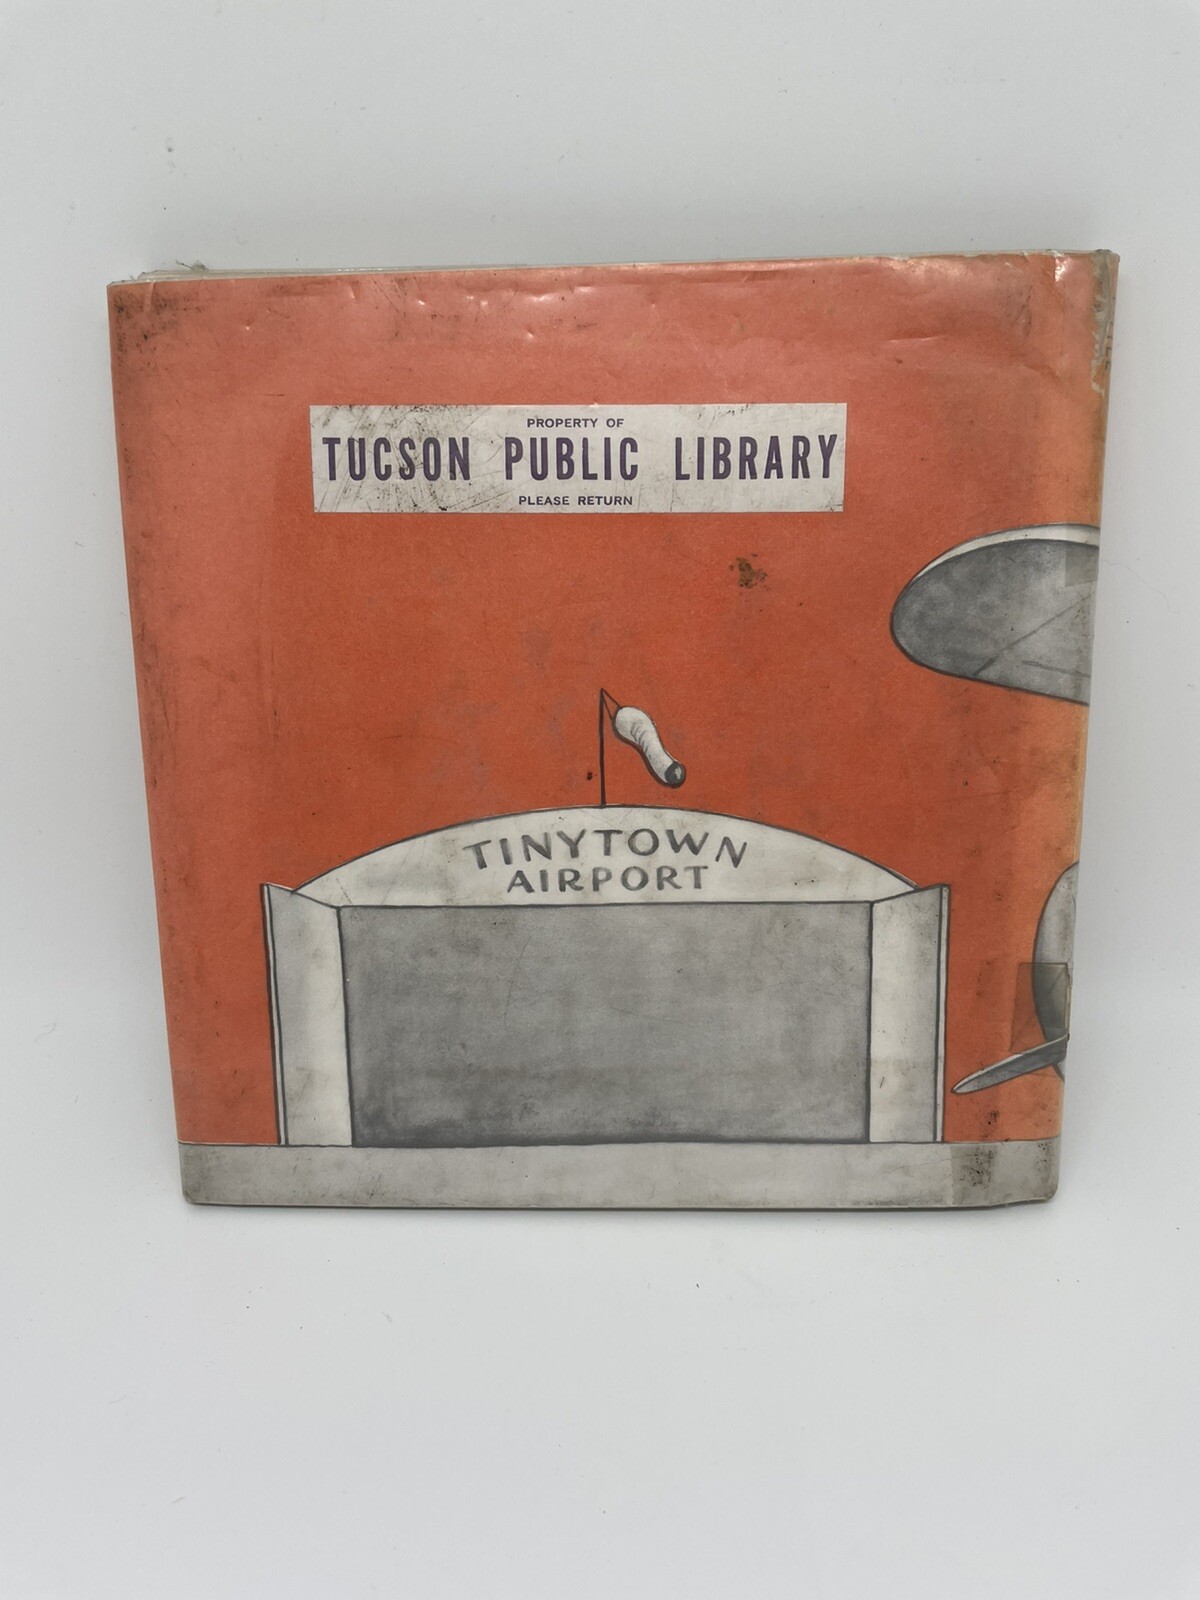 PROPERTY OF
TUCSON PUBLIC LIBRARY
PLEASE RETURN
TINYTOWN
AIRPORT